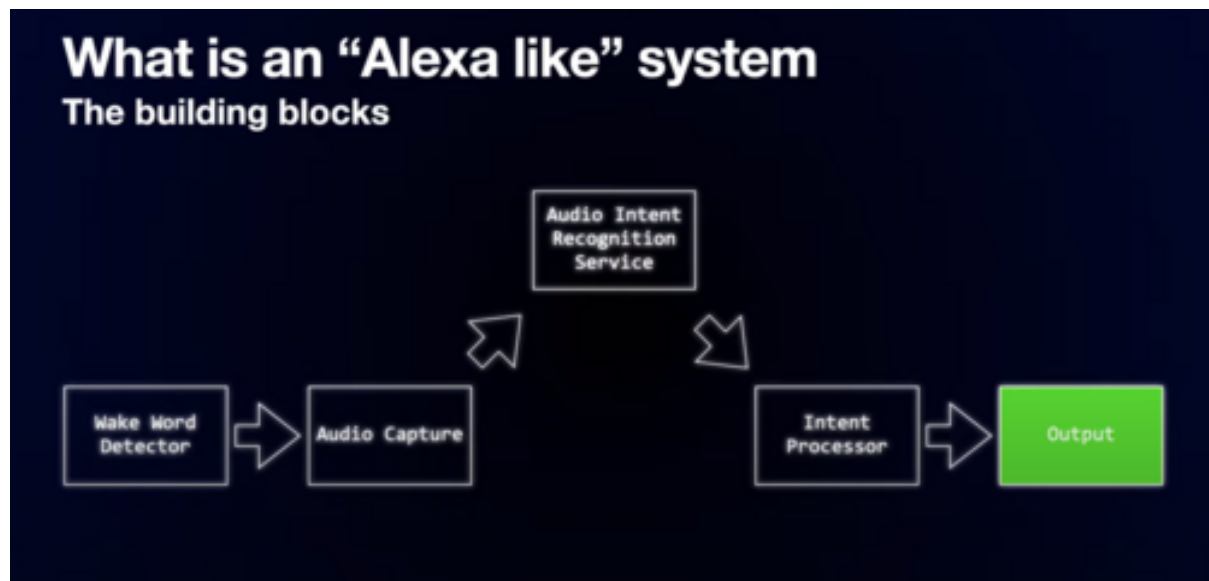 What is an “Alexa like” system
The building blocks
Audio Intent
Recognition
Service
Wake Word
Detector
Audio Capture
Intent
Processor
Output